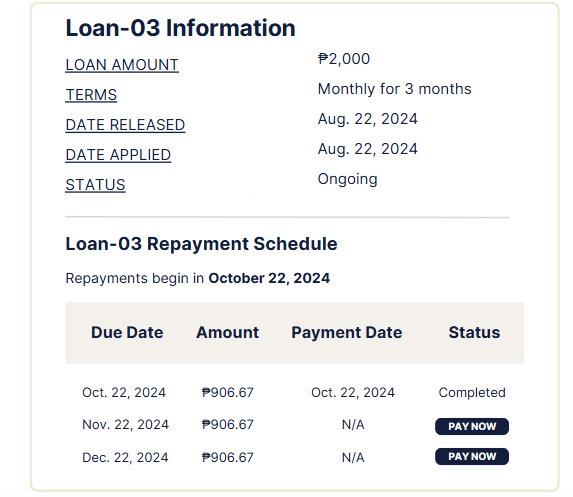 Loan-03 Information
LOAN AMOUNT ₱2,000
TERMS Monthly for 3 months
DATE RELEASED Aug. 22, 2024
DATE APPLIED Aug. 22, 2024
STATUS Ongoing
Loan-03 Repayment Schedule
Repayments begin in October 22, 2024
Due Date Amount Payment Date Status
Oct. 22, 2024 ₱906.67 Oct. 22, 2024 Completed
Nov. 22, 2024 ₱906.67 N/A PAY NOW
Dec. 22, 2024 ₱906.67 N/A PAY NOW